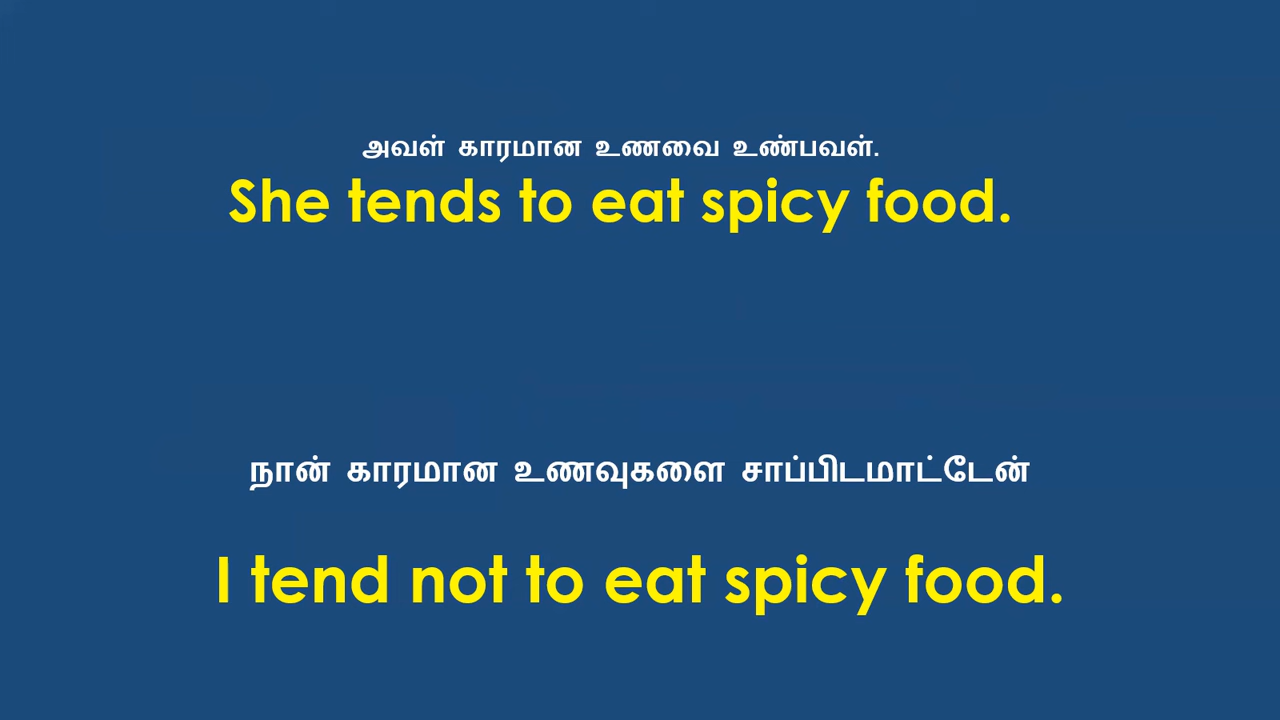 அவள் காரமான உணவை உண்பவள்.
She tends to eat spicy food.
நான் காரமான உணவுகளை சாப்பிடமாட்டேன்
I tend not to eat spicy food.